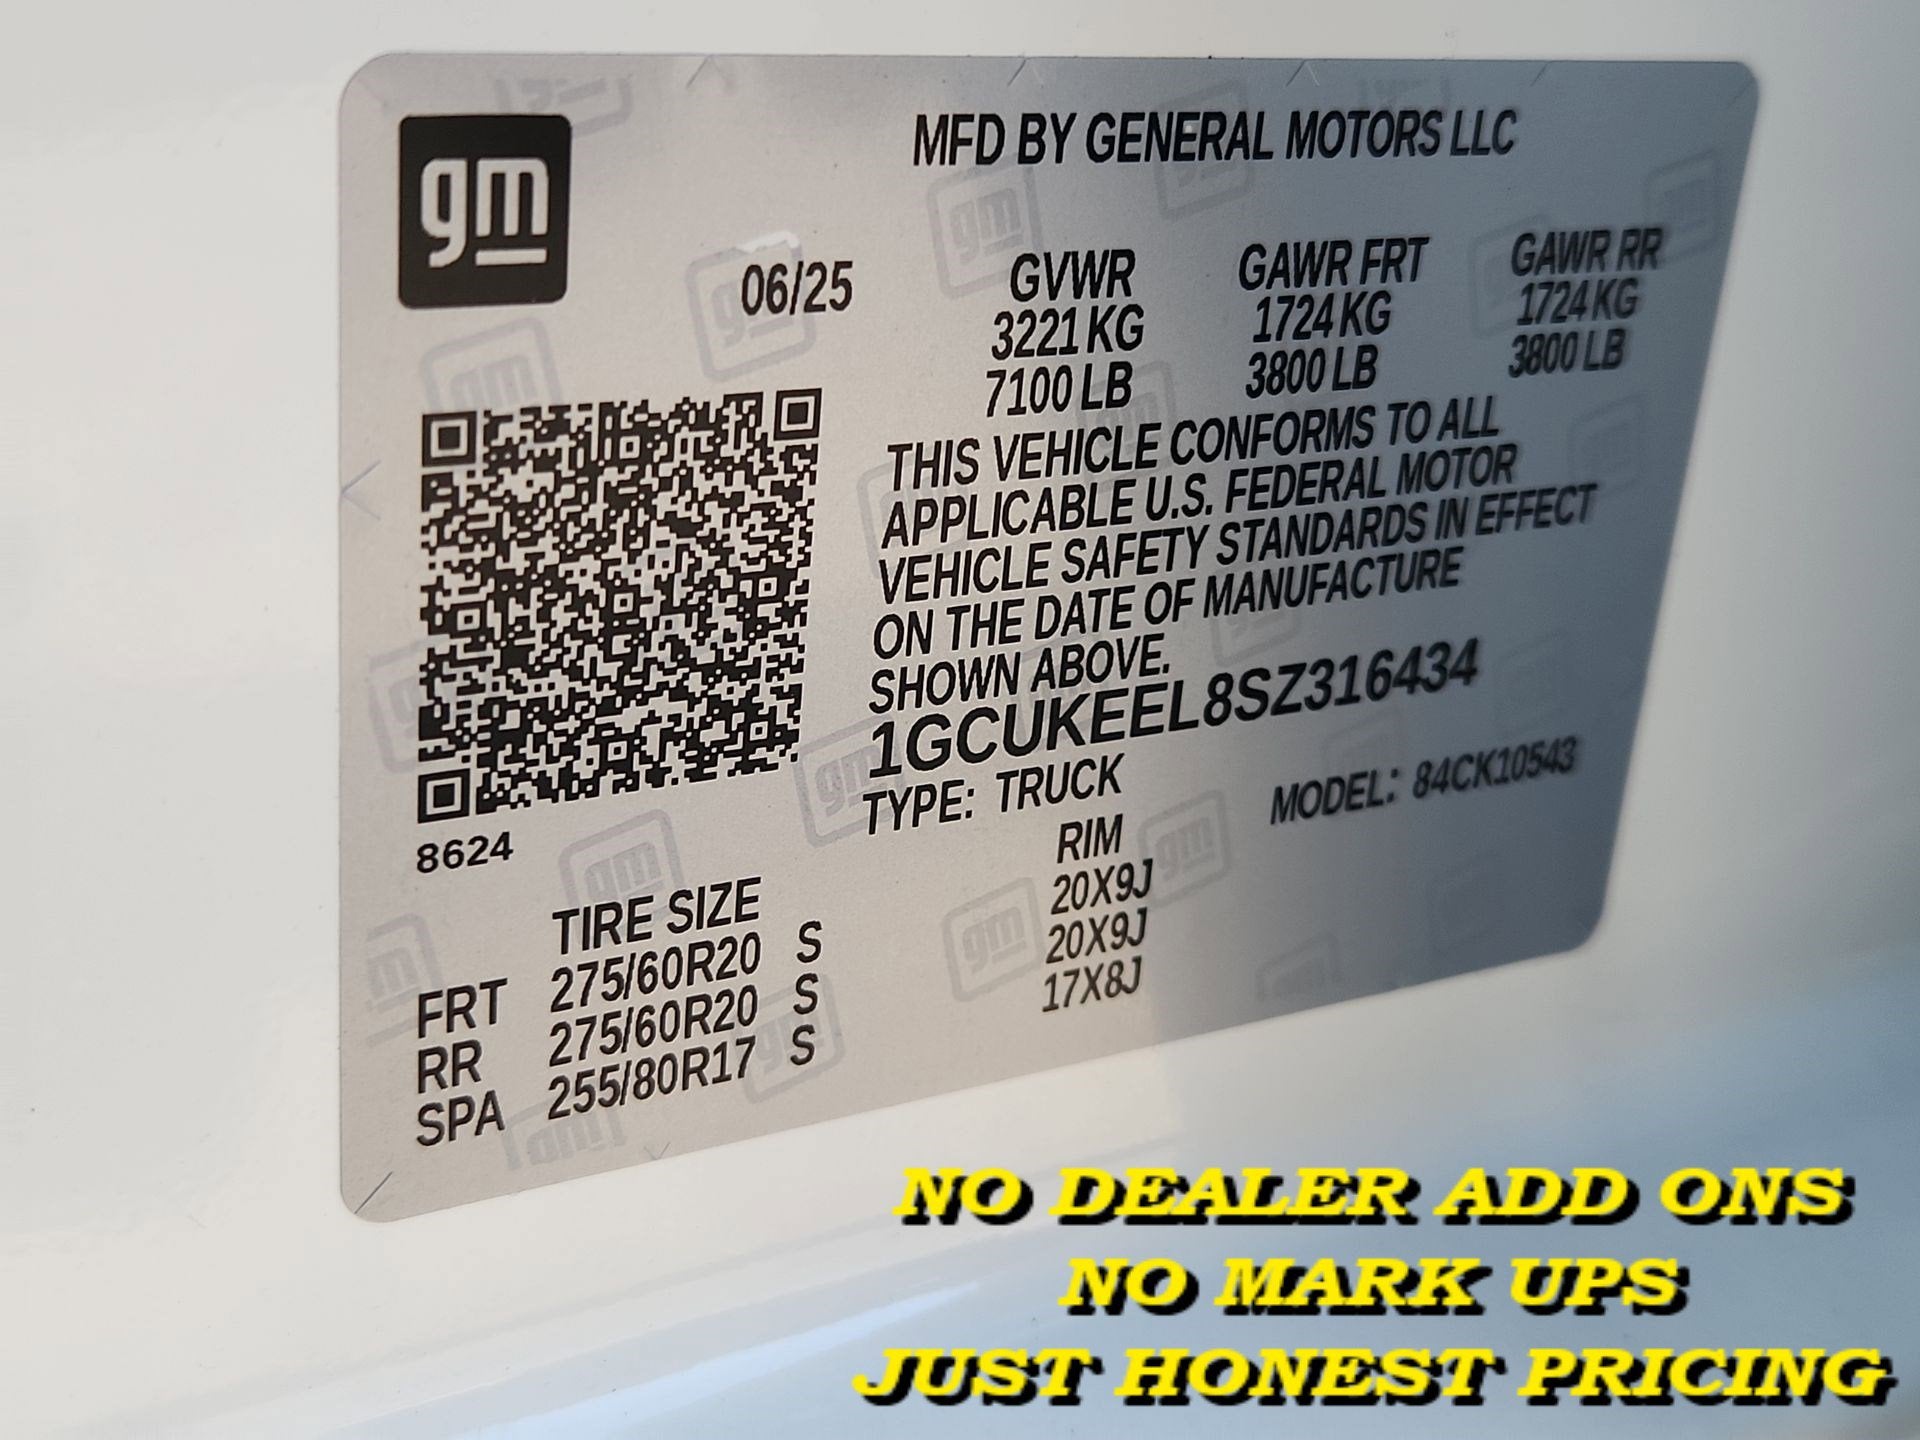 gm
MFD BY GENERAL MOTORS LLC
06/25
GVWR GAWR FRT GAWR RR
3221 KG 1724 KG 1724 KG
7100 LB 3800 LB 3800 LB
THIS VEHICLE CONFORMS TO ALL
APPLICABLE U.S. FEDERAL MOTOR
VEHICLE SAFETY STANDARDS IN EFFECT
ON THE DATE OF MANUFACTURE
SHOWN ABOVE.
1GCUKEEL8SZ316434
TYPE: TRUCK MODEL: 84CK10543
8624
TIRE SIZE RIM
FRT 275/60R20 S 20X9J
RR 275/60R20 S 20X9J
SPA 255/80R17 S 17X8J
NO DEALER ADD ONS
NO MARK UPS
JUST HONEST PRICING